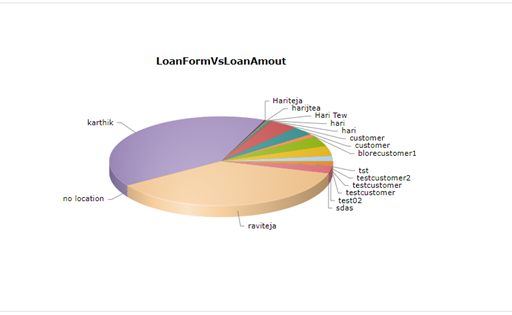 LoanFormVsLoanAmout
Hariteja
harijtea
Hari Tew
hari
hari
customer
customer
blorecustomer1
tst
testcustomer2
testcustomer
testcustomer
test02
sdas
raviteja
no location
karthik